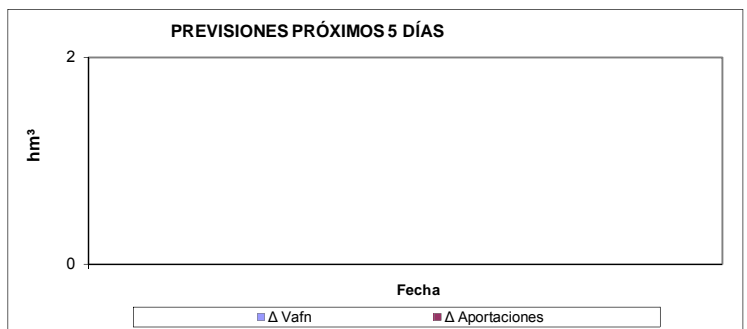 PREVISIONES PRÓXIMOS 5 DÍAS
2
hm³
0
Fecha
Δ Vafn Δ Aportaciones